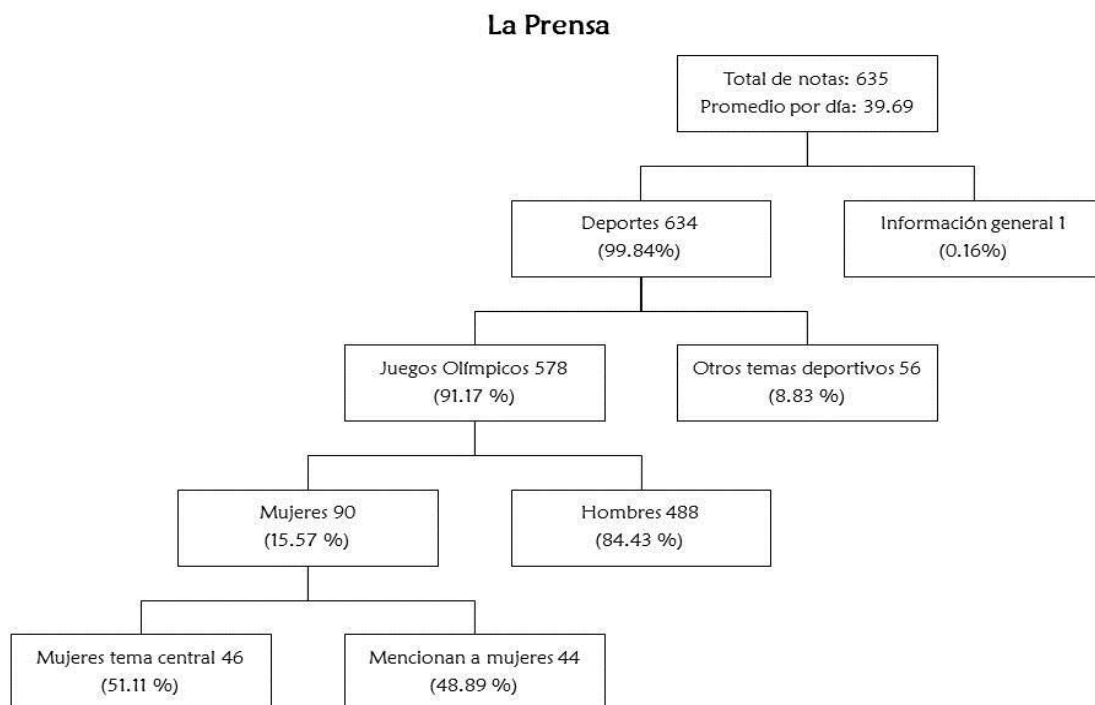 La Prensa
Total de notas: 635
Promedio por día: 39.69
Deportes 634
(99.84%)
Información general 1
(0.16%)
Juegos Olímpicos 578
(91.17 %)
Otros temas deportivos 56
(8.83 %)
Mujeres 90
(15.57 %)
Hombres 488
(84.43 %)
Mujeres tema central 46
(51.11 %)
Mencionan a mujeres 44
(48.89 %)